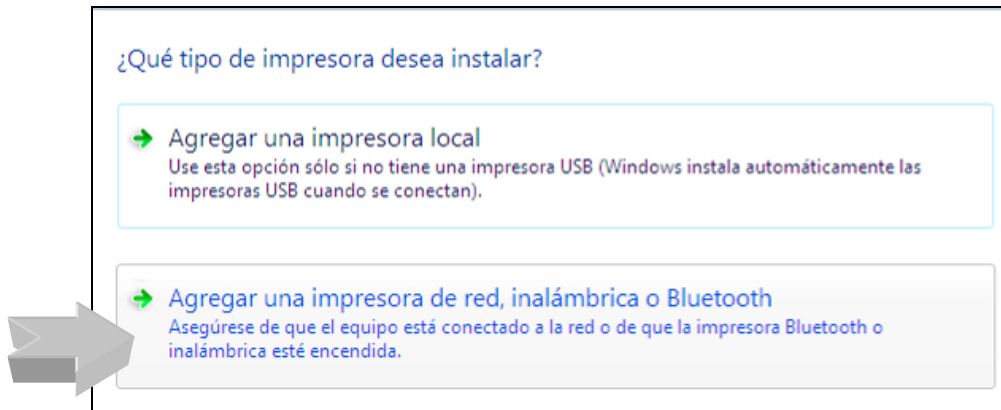 ¿Qué tipo de impresora desea instalar?
Agregar una impresora local
Use esta opción sólo si no tiene una impresora USB (Windows instala automáticamente las
impresoras USB cuando se conectan).
Agregar una impresora de red, inalámbrica o Bluetooth
Asegúrese de que el equipo está conectado a la red o de que la impresora Bluetooth o
inalámbrica esté encendida.